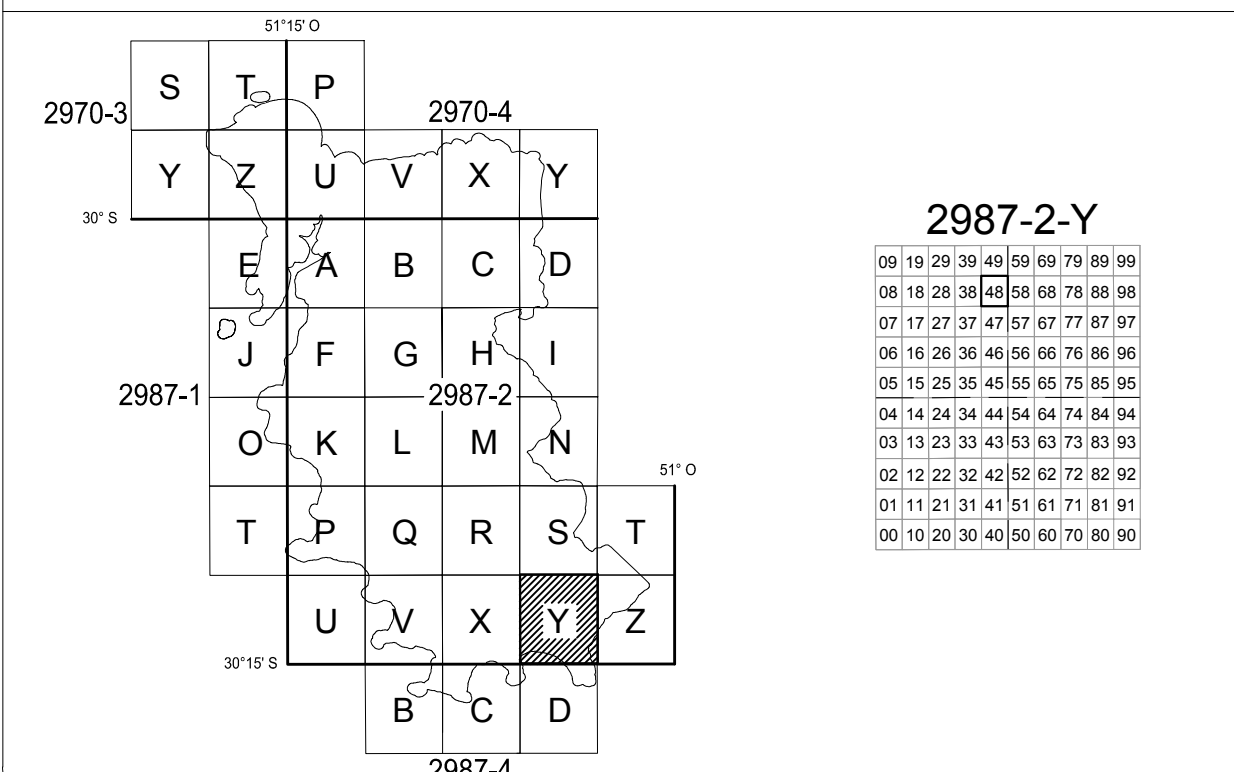 51°15' O
S T P
2970-3 2970-4
Y Z U V X Y
30° S
E A B C D
J F G H I
2987-1 2987-2
O K L M N
51° O
T P Q R S T
U V X Y Z
30°15' S
B C D
2987-4
2987-2-Y
09 19 29 39 49 59 69 79 89 99
08 18 28 38 48 58 68 78 88 98
07 17 27 37 47 57 67 77 87 97
06 16 26 36 46 56 66 76 86 96
05 15 25 35 45 55 65 75 85 95
04 14 24 34 44 54 64 74 84 94
03 13 23 33 43 53 63 73 83 93
02 12 22 32 42 52 62 72 82 92
01 11 21 31 41 51 61 71 81 91
00 10 20 30 40 50 60 70 80 90